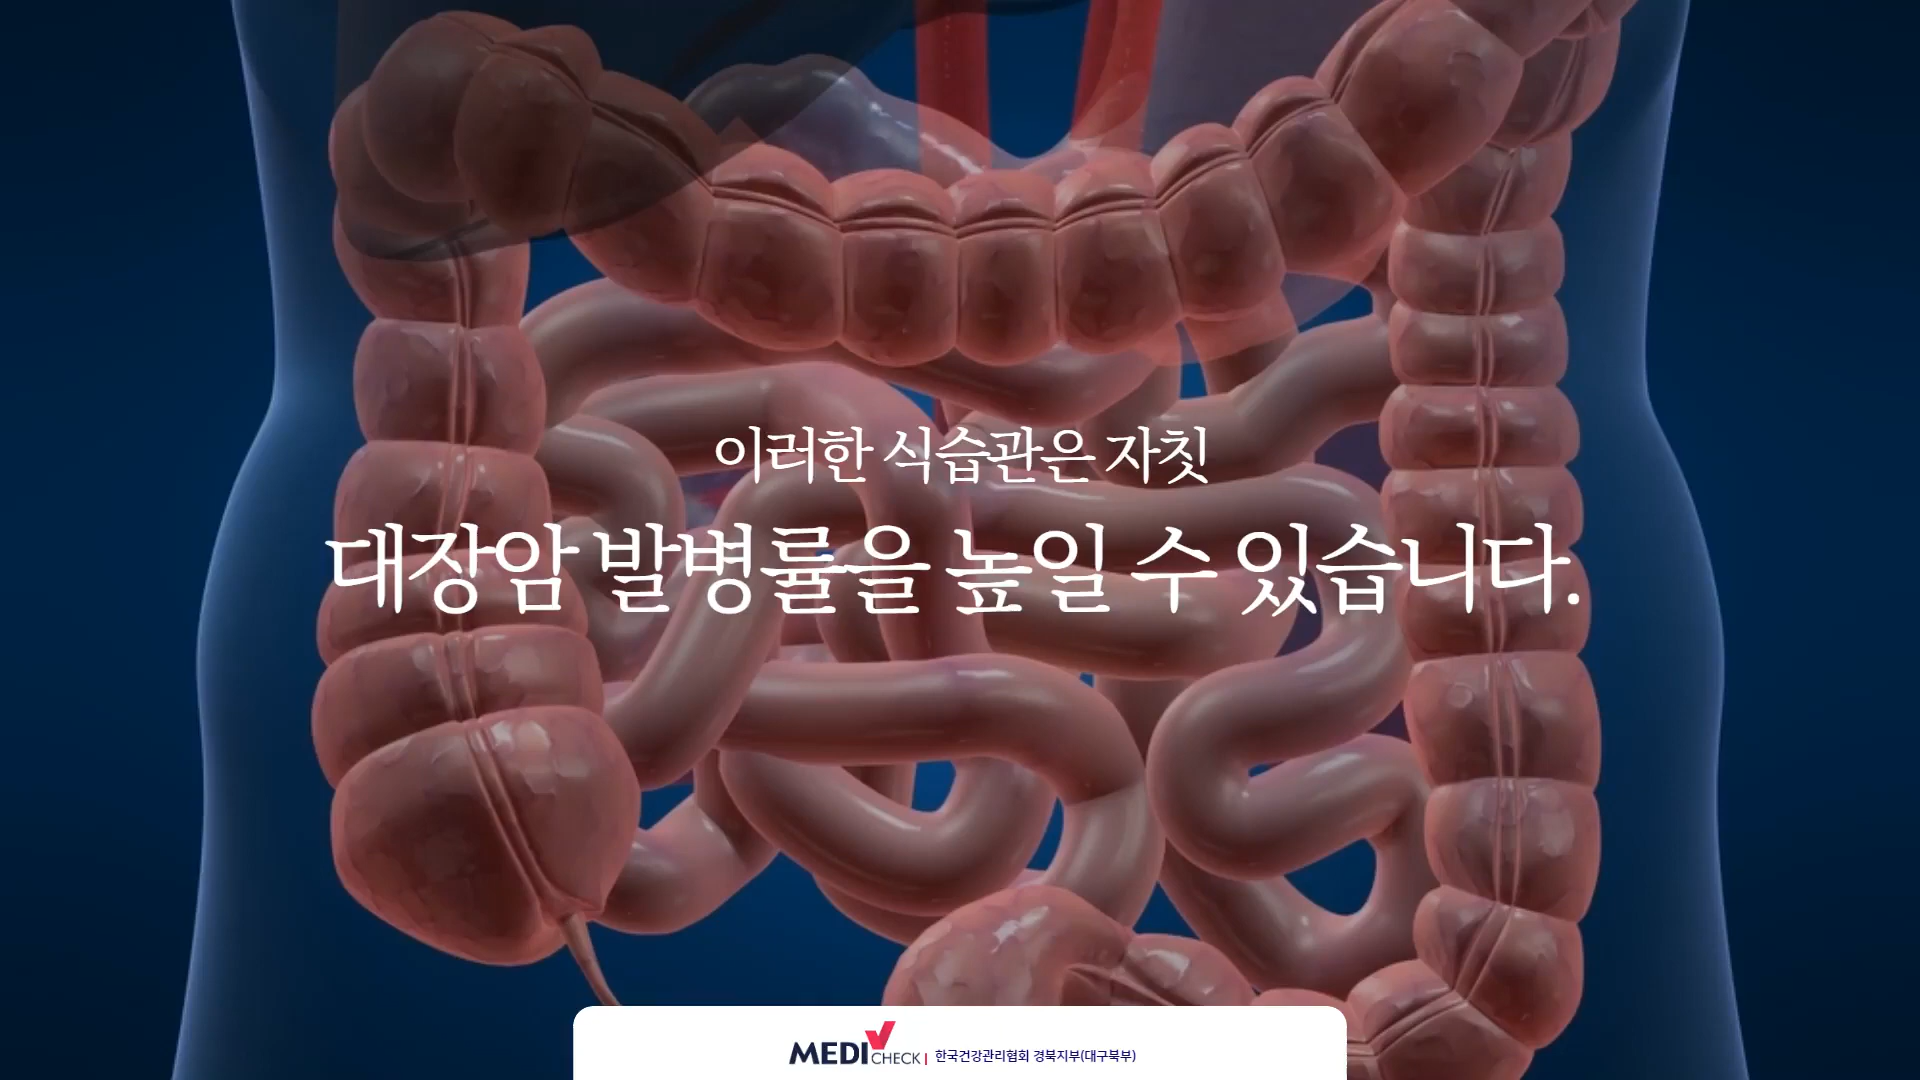 이러한 식습관은 자칫
대장암 발병률을 높일 수 있습니다.
MEDI CHECK | 한국건강관리협회 경북지부(대구북부)